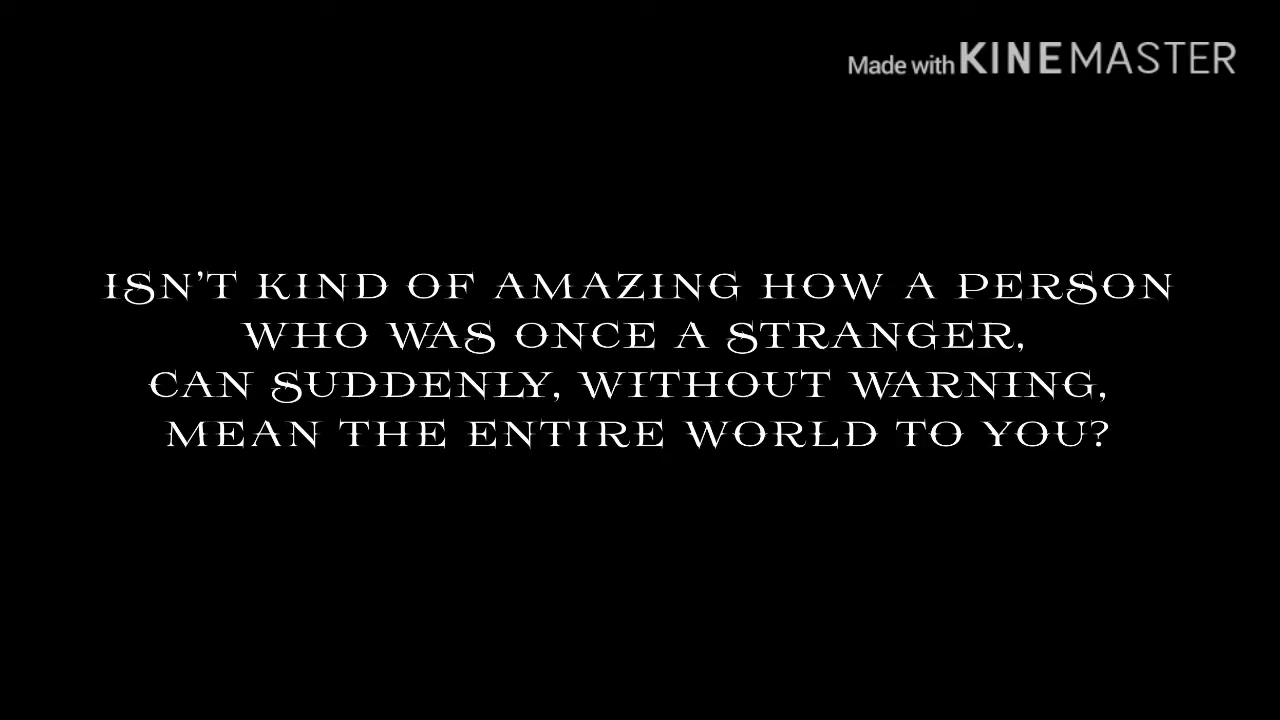 Made with KINEMASTER
ISN'T KIND OF AMAZING HOW A PERSON
WHO WAS ONCE A STRANGER,
CAN SUDDENLY, WITHOUT WARNING,
MEAN THE ENTIRE WORLD TO YOU?